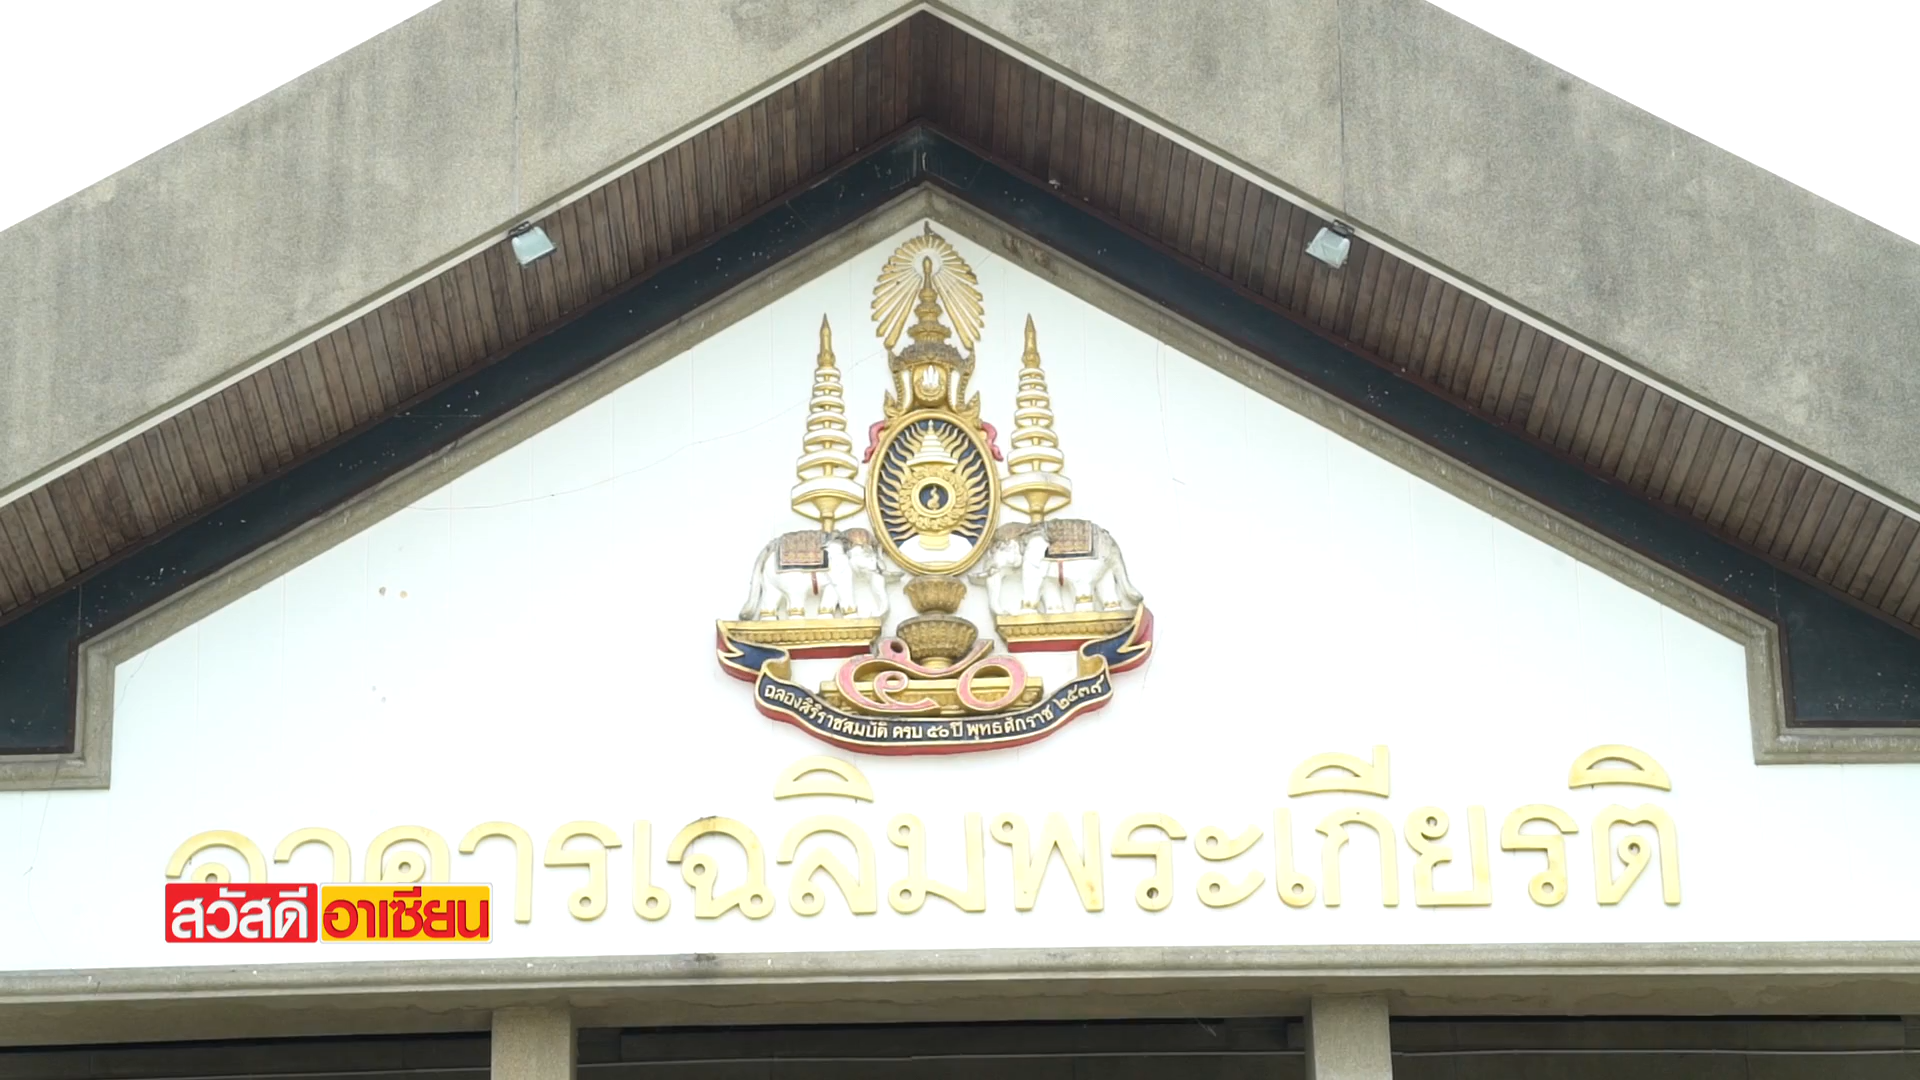 ๕๐
ฉลองสิริราชสมบัติ ครบ ๕๐ ปี พุทธศักราช ๒๕๓๙
อาคารเฉลิมพระเกียรติ
สวัสดี อาเซียน